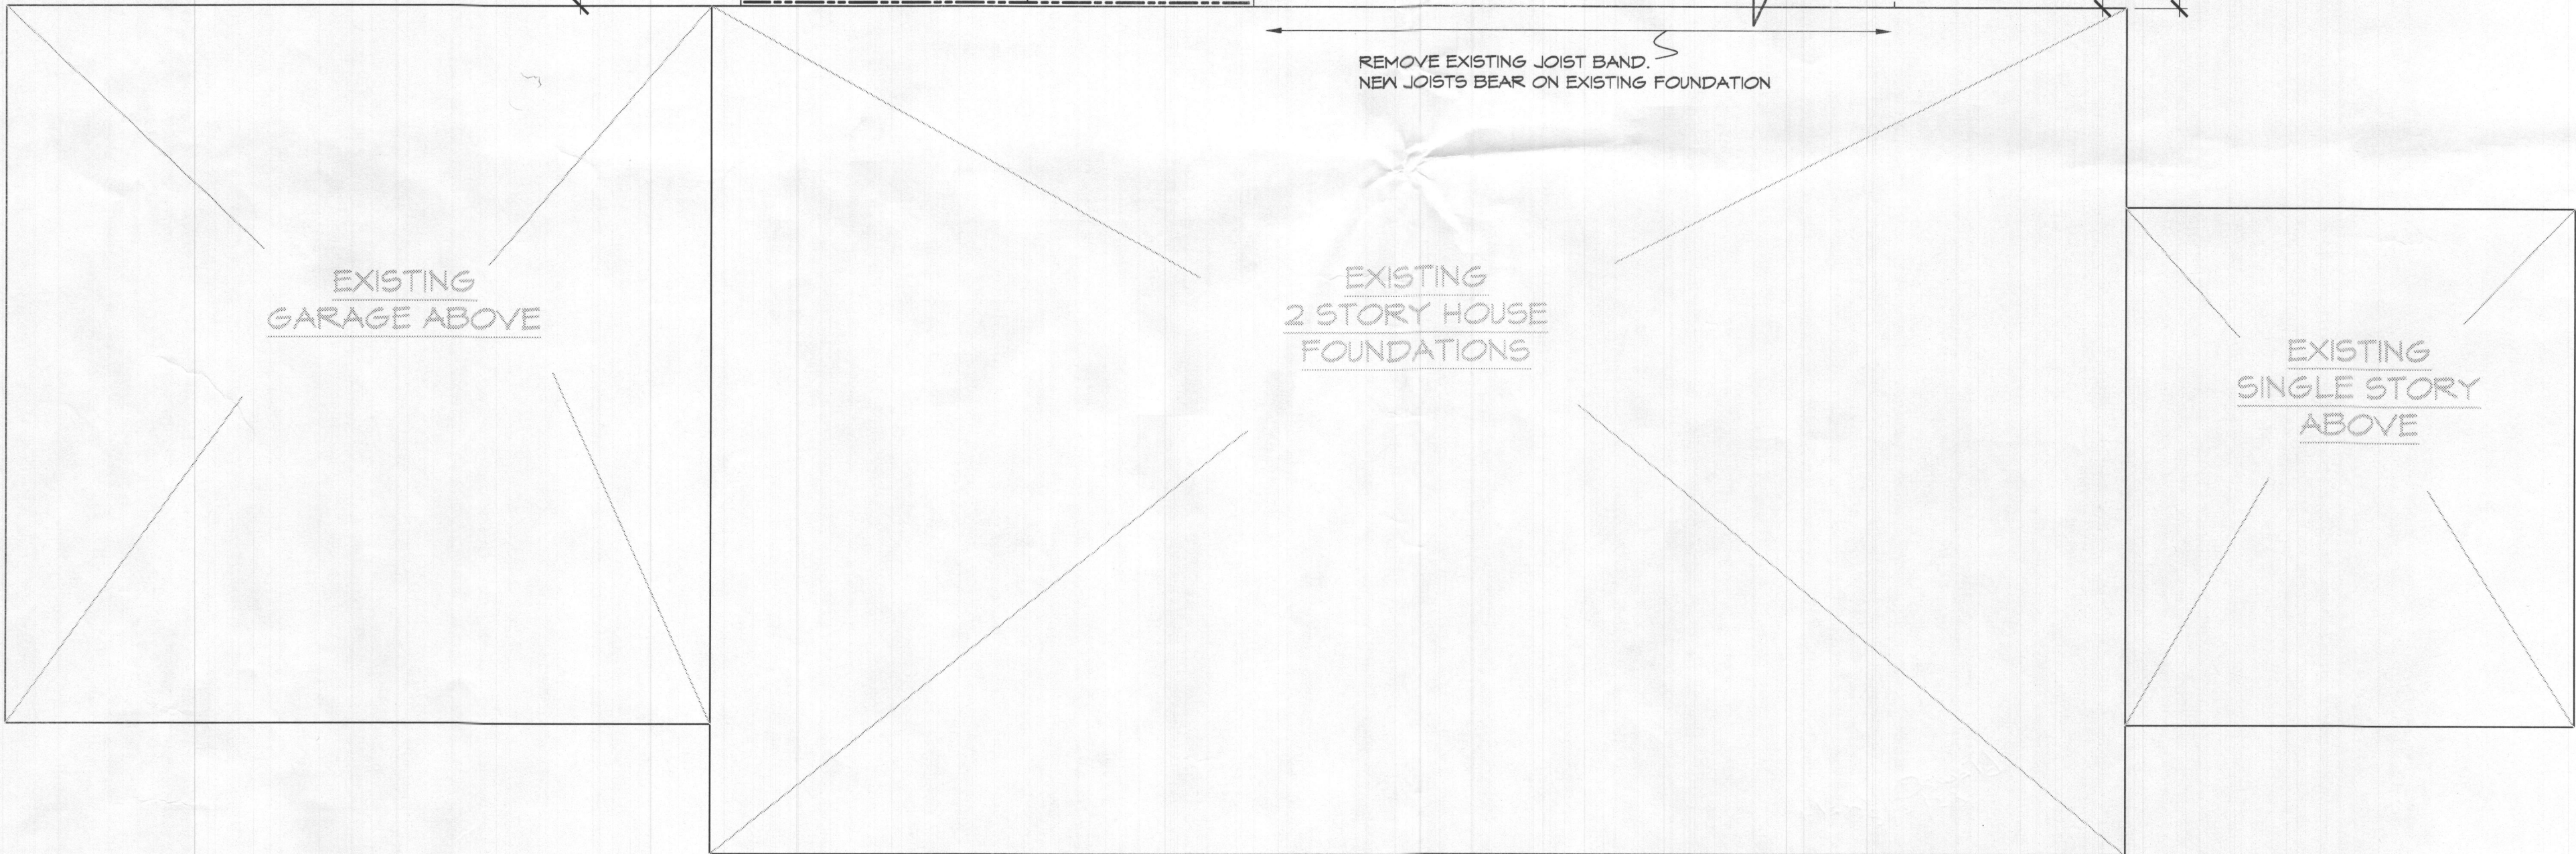 REMOVE EXISTING JOIST BAND.
NEW JOISTS BEAR ON EXISTING FOUNDATION
EXISTING
GARAGE ABOVE
EXISTING
2 STORY HOUSE
FOUNDATIONS
EXISTING
SINGLE STORY
ABOVE